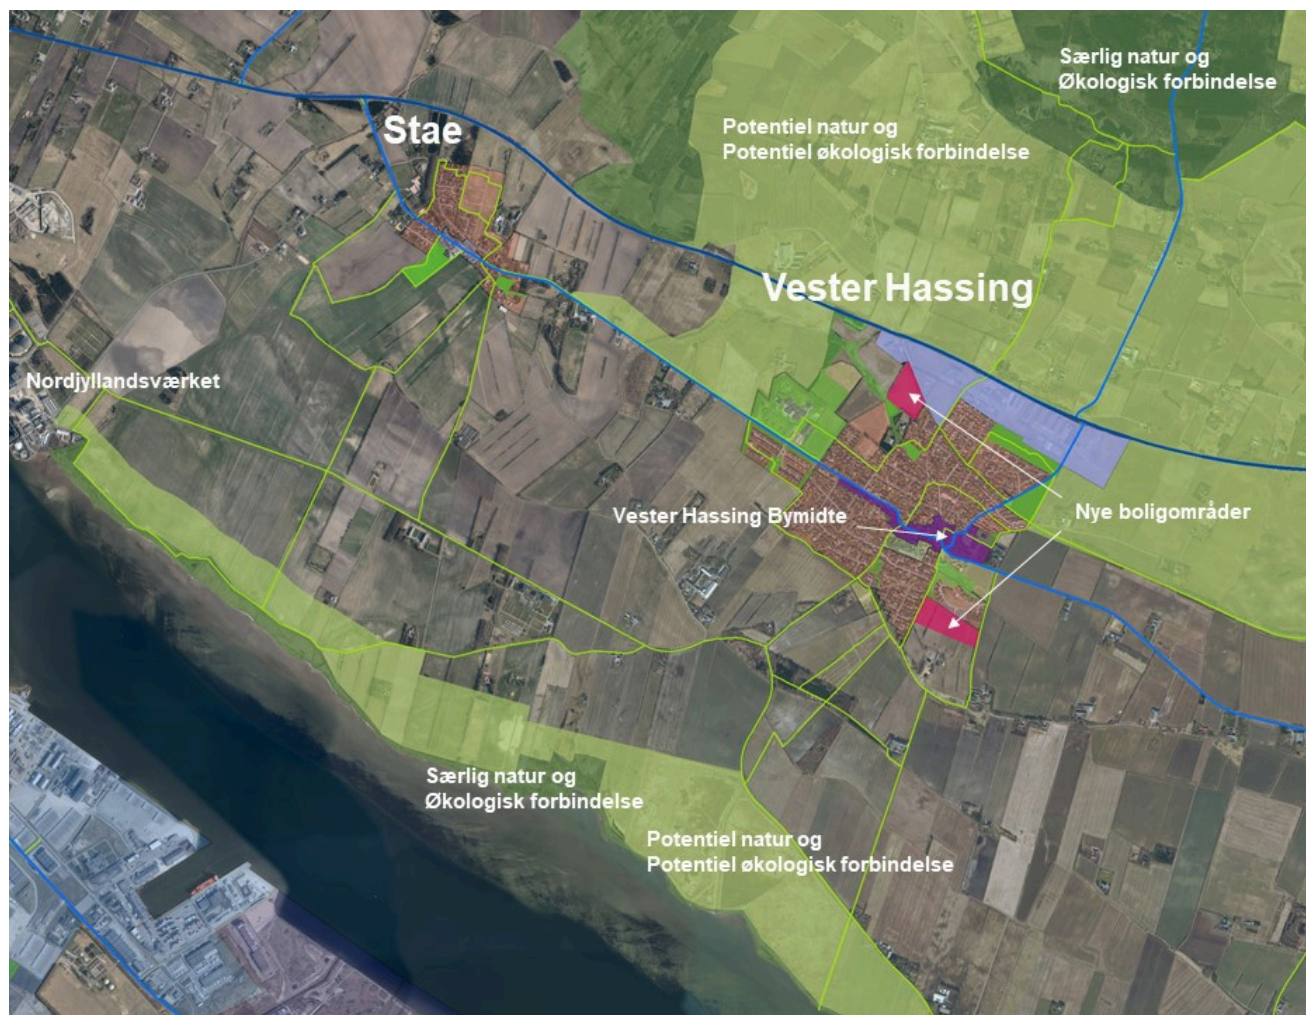 Særlig natur og
Økologisk forbindelse
Stae
Potentiel natur og
Potentiel økologisk forbindelse
Vester Hassing
Nordjyllandsværket
Vester Hassing Bymidte
Nye boligområder
Særlig natur og
Økologisk forbindelse
Potentiel natur og
Potentiel økologisk forbindelse